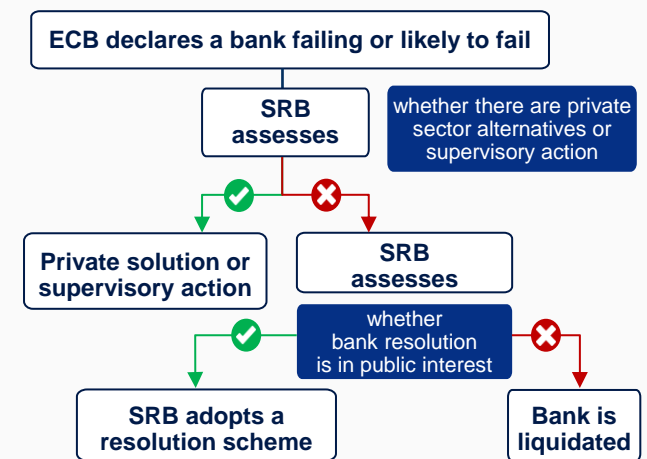 ECB declares a bank failing or likely to fail
SRB
assesses
whether there are private
sector alternatives or
supervisory action
Private solution or
supervisory action
SRB
assesses
whether
bank resolution
is in public interest
SRB adopts a
resolution scheme
Bank is
liquidated